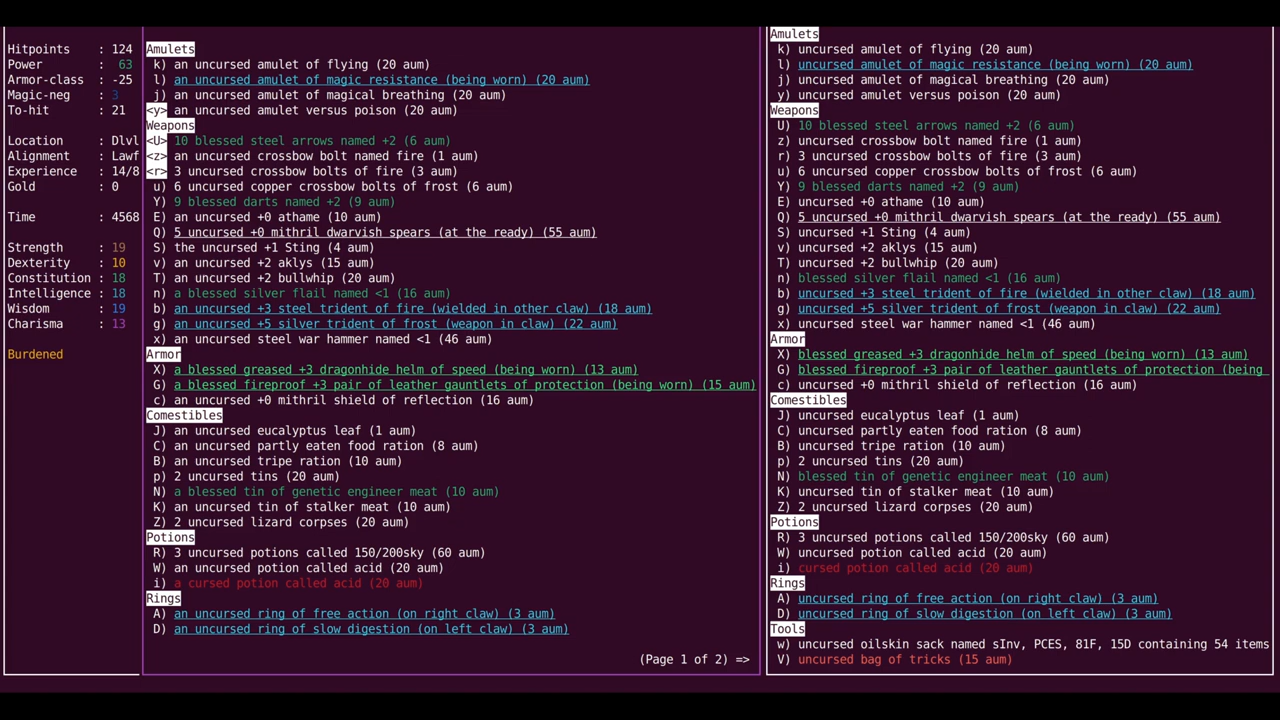 Hitpoints : 124
Power : 63
Armor-class : -25
Magic-neg : 3
To-hit : 21
Location : Dlvl
Alignment : Lawf
Experience : 14/8
Gold : 0
Time : 4568
Strength : 19
Dexterity : 10
Constitution : 18
Intelligence : 18
Wisdom : 19
Charisma : 13
Burdened
Amulets
k) an uncursed amulet of flying (20 aum)
l) an uncursed amulet of magic resistance (being worn) (20 aum)
j) an uncursed amulet of magical breathing (20 aum)
<y> an uncursed amulet versus poison (20 aum)
Weapons
<U> 10 blessed steel arrows named +2 (6 aum)
<z> an uncursed crossbow bolt named fire (1 aum)
<r> 3 uncursed crossbow bolts of fire (3 aum)
u) 6 uncursed copper crossbow bolts of frost (6 aum)
Y) 9 blessed darts named +2 (9 aum)
E) an uncursed +0 athame (10 aum)
Q) 5 uncursed +0 mithril dwarvish spears (at the ready) (55 aum)
S) the uncursed +1 Sting (4 aum)
v) an uncursed +2 aklys (15 aum)
T) an uncursed +2 bullwhip (20 aum)
n) a blessed silver flail named <1 (16 aum)
b) an uncursed +3 steel trident of fire (wielded in other claw) (18 aum)
g) an uncursed +5 silver trident of frost (weapon in claw) (22 aum)
x) an uncursed steel war hammer named <1 (46 aum)
Armor
X) a blessed greased +3 dragonhide helm of speed (being worn) (13 aum)
G) a blessed fireproof +3 pair of leather gauntlets of protection (being worn) (15 aum)
c) an uncursed +0 mithril shield of reflection (16 aum)
Comestibles
J) an uncursed eucalyptus leaf (1 aum)
C) an uncursed partly eaten food ration (8 aum)
B) an uncursed tripe ration (10 aum)
p) 2 uncursed tins (20 aum)
N) a blessed tin of genetic engineer meat (10 aum)
K) an uncursed tin of stalker meat (10 aum)
Z) 2 uncursed lizard corpses (20 aum)
Potions
R) 3 uncursed potions called 150/200sky (60 aum)
W) an uncursed potion called acid (20 aum)
i) a cursed potion called acid (20 aum)
Rings
A) an uncursed ring of free action (on right claw) (3 aum)
D) an uncursed ring of slow digestion (on left claw) (3 aum)
(Page 1 of 2) =>
Amulets
k) uncursed amulet of flying (20 aum)
l) uncursed amulet of magic resistance (being worn) (20 aum)
j) uncursed amulet of magical breathing (20 aum)
y) uncursed amulet versus poison (20 aum)
Weapons
U) 10 blessed steel arrows named +2 (6 aum)
z) uncursed crossbow bolt named fire (1 aum)
r) 3 uncursed crossbow bolts of fire (3 aum)
u) 6 uncursed copper crossbow bolts of frost (6 aum)
Y) 9 blessed darts named +2 (9 aum)
E) uncursed +0 athame (10 aum)
Q) 5 uncursed +0 mithril dwarvish spears (at the ready) (55 aum)
S) uncursed +1 Sting (4 aum)
v) uncursed +2 aklys (15 aum)
T) uncursed +2 bullwhip (20 aum)
n) blessed silver flail named <1 (16 aum)
b) uncursed +3 steel trident of fire (wielded in other claw) (18 aum)
g) uncursed +5 silver trident of frost (weapon in claw) (22 aum)
x) uncursed steel war hammer named <1 (46 aum)
Armor
X) blessed greased +3 dragonhide helm of speed (being worn) (13 aum)
G) blessed fireproof +3 pair of leather gauntlets of protection (being
c) uncursed +0 mithril shield of reflection (16 aum)
Comestibles
J) uncursed eucalyptus leaf (1 aum)
C) uncursed partly eaten food ration (8 aum)
B) uncursed tripe ration (10 aum)
p) 2 uncursed tins (20 aum)
N) blessed tin of genetic engineer meat (10 aum)
K) uncursed tin of stalker meat (10 aum)
Z) 2 uncursed lizard corpses (20 aum)
Potions
R) 3 uncursed potions called 150/200sky (60 aum)
W) uncursed potion called acid (20 aum)
i) cursed potion called acid (20 aum)
Rings
A) uncursed ring of free action (on right claw) (3 aum)
D) uncursed ring of slow digestion (on left claw) (3 aum)
Tools
w) uncursed oilskin sack named sInv, PCES, 81F, 15D containing 54 items
V) uncursed bag of tricks (15 aum)